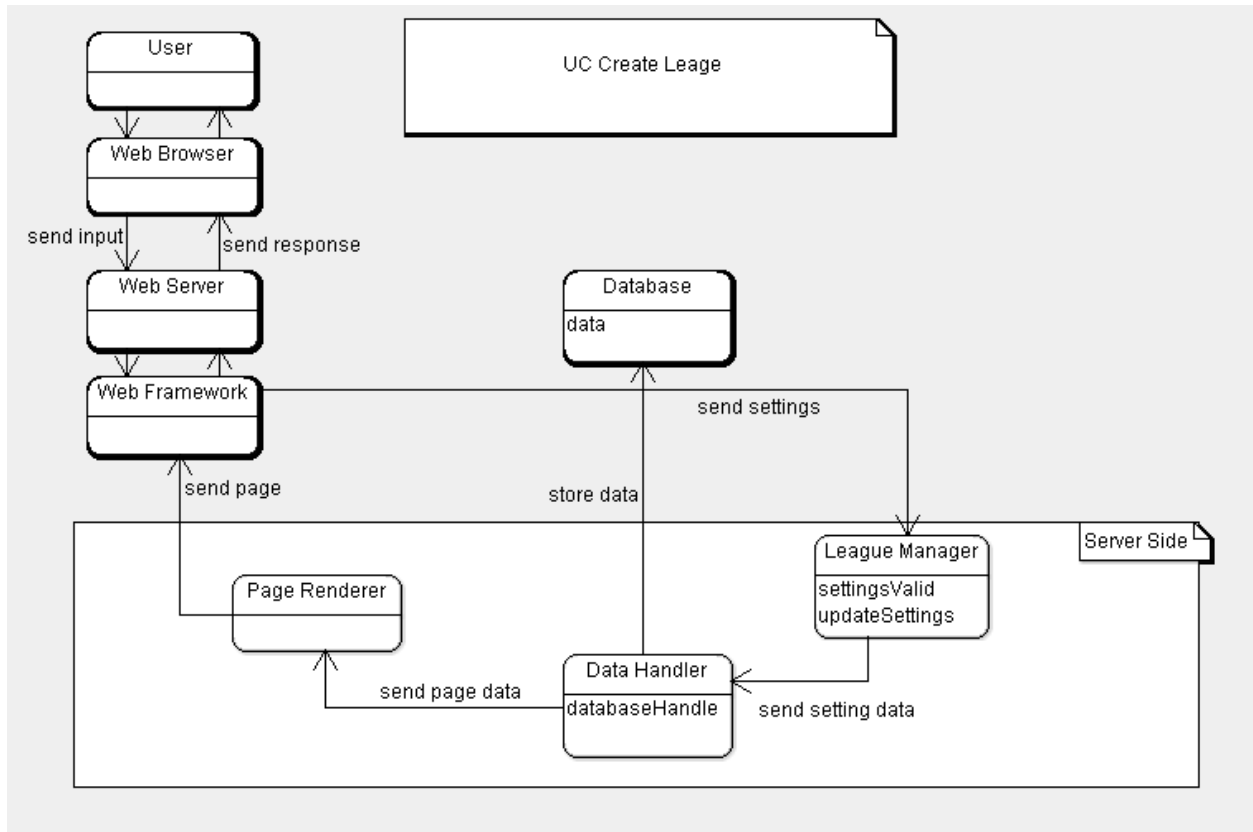 User
UC Create Leage
Web Browser
send input
send response
Web Server
Database
data
Web Framework
send settings
send page
store data
Server Side
League Manager
settingsValid
updateSettings
Page Renderer
Data Handler
databaseHandle
send page data
send setting data